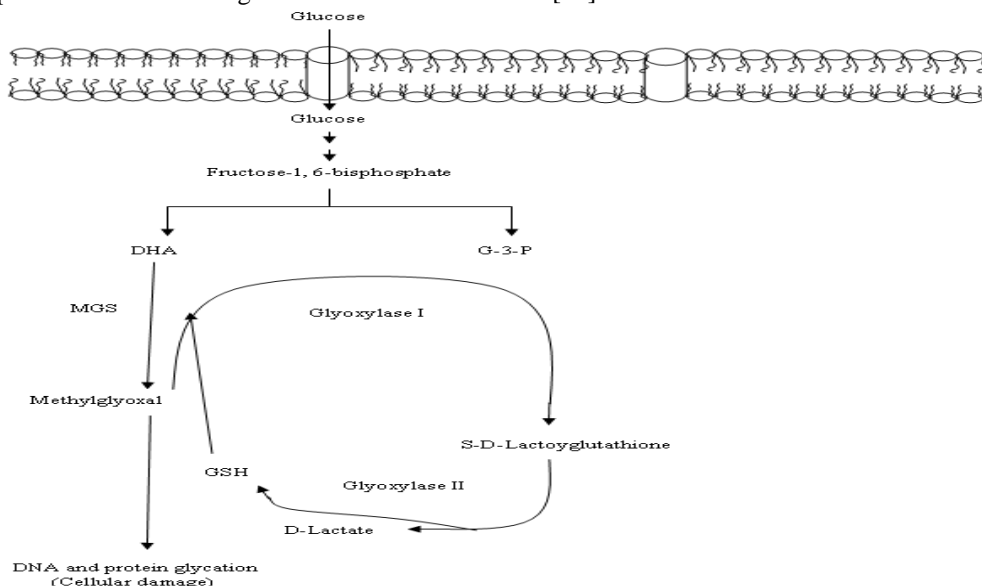 Glucose
Glucose
Fructose-1, 6-bisphosphate
DHA
G-3-P
MGS
Glyoxylase I
Methylglyoxal
S-D-Lactoyglutathione
GSH
Glyoxylase II
D-Lactate
DNA and protein glycation
(Cellular damage)